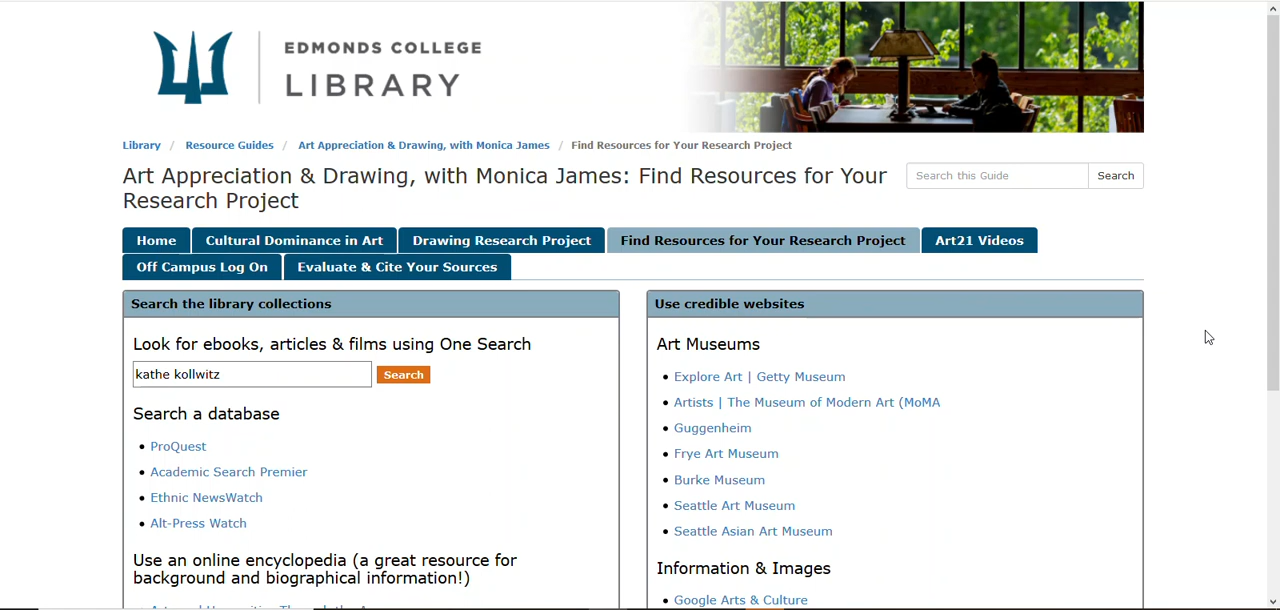 EDMONDS COLLEGE
LIBRARY
Library / Resource Guides / Art Appreciation & Drawing, with Monica James / Find Resources for Your Research Project
Art Appreciation & Drawing, with Monica James: Find Resources for Your
Research Project
Search this Guide
Search
Home
Cultural Dominance in Art
Drawing Research Project
Find Resources for Your Research Project
Art21 Videos
Off Campus Log On
Evaluate & Cite Your Sources
Search the library collections
Look for ebooks, articles & films using One Search
kathe kollwitz
Search
Search a database
ProQuest
Academic Search Premier
Ethnic NewsWatch
Alt-Press Watch
Use an online encyclopedia (a great resource for
background and biographical information!)
Use credible websites
Art Museums
Explore Art | Getty Museum
Artists | The Museum of Modern Art (MoMA
Guggenheim
Frye Art Museum
Burke Museum
Seattle Art Museum
Seattle Asian Art Museum
Information & Images
Google Arts & Culture